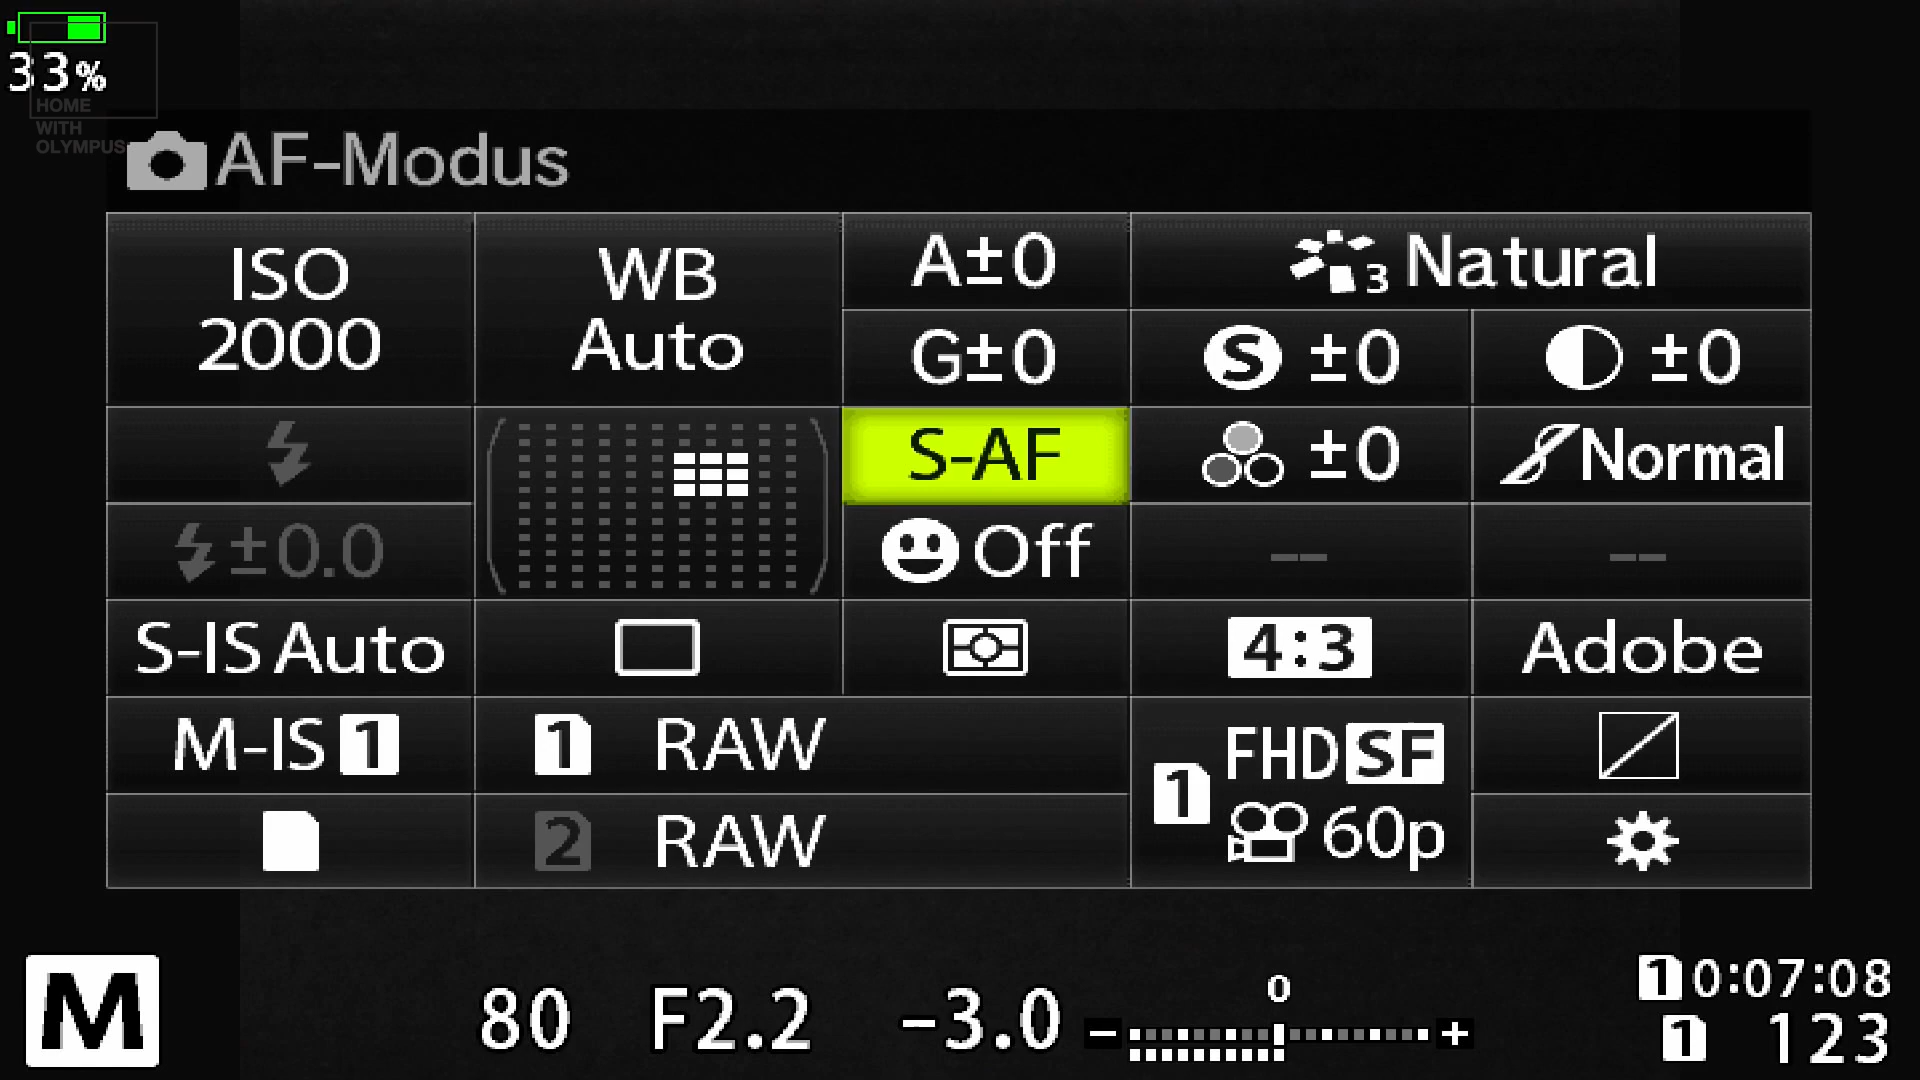 33%
HOME
WITH
OLYMPUS
AF-Modus
ISO
2000
WB
Auto
A±0
3 Natural
G±0
S ±0
±0
S-AF
±0
Normal
±0.0
Off
--
--
S-IS Auto
4:3
Adobe
M-IS 1
1 RAW
1 FHD SF
60p
2 RAW
M
80
F2.2
-3.0
0
- +
1 0:07:08
1 123